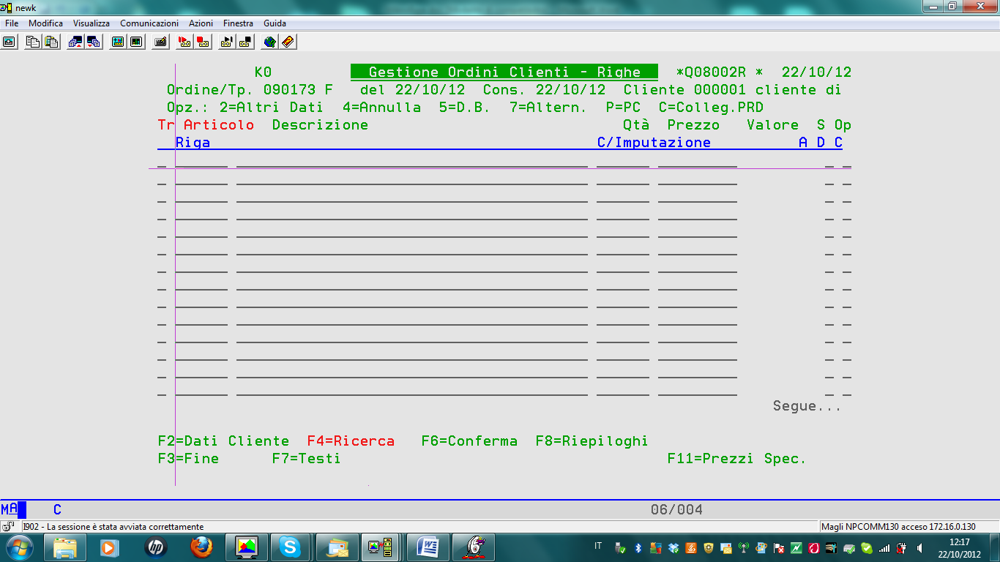 newk
File Modifica Visualizza Comunicazioni Azioni Finestra Guida
K0 Gestione Ordini Clienti - Righe *Q08002R * 22/10/12
Ordine/Tp. 090173 F del 22/10/12 Cons. 22/10/12 Cliente 000001 cliente di
Opz.: 2=Altri Dati 4=Annulla 5=D.B. 7=Altern. P=PC C=Colleg.PRD
Tr Articolo Descrizione Qtà Prezzo Valore S Op
Riga C/Imputazione A D C
Segue...
F2=Dati Cliente F4=Ricerca F6=Conferma F8=Riepiloghi
F3=Fine F7=Testi F11=Prezzi Spec.
MA C 06/004
I902 - La sessione è stata avviata correttamente Magli NPCOMM130 acceso 172.16.0.130
IT 12:17
22/10/2012